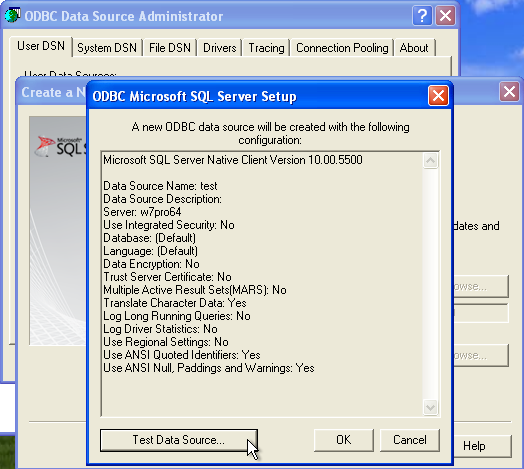 ODBC Data Source Administrator
User DSN System DSN File DSN Drivers Tracing Connection Pooling About
User Data Sources:
Create a N
ODBC Microsoft SQL Server Setup
A new ODBC data source will be created with the following
configuration:
Microsoft SQL Server Native Client Version 10.00.5500
Data Source Name: test
Data Source Description:
Server: w7pro64
Use Integrated Security: No
Database: (Default)
Language: (Default)
Data Encryption: No
Trust Server Certificate: No
Multiple Active Result Sets(MARS): No
Translate Character Data: Yes
Log Long Running Queries: No
Log Driver Statistics: No
Use Regional Settings: No
Use ANSI Quoted Identifiers: Yes
Use ANSI Null, Paddings and Warnings: Yes
Microsoft
SQL S
dates and
owse...
owse...
Test Data Source... OK Cancel
Help